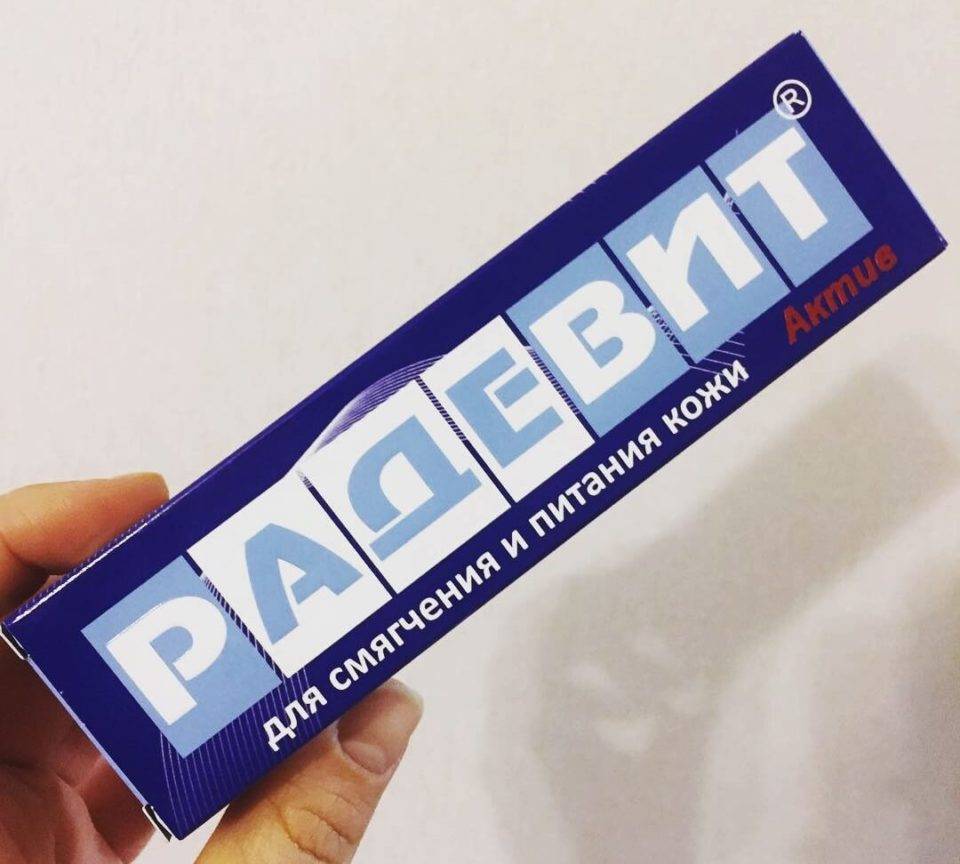 РАДЕВИТ®
Актив
для смягчения и питания кожи